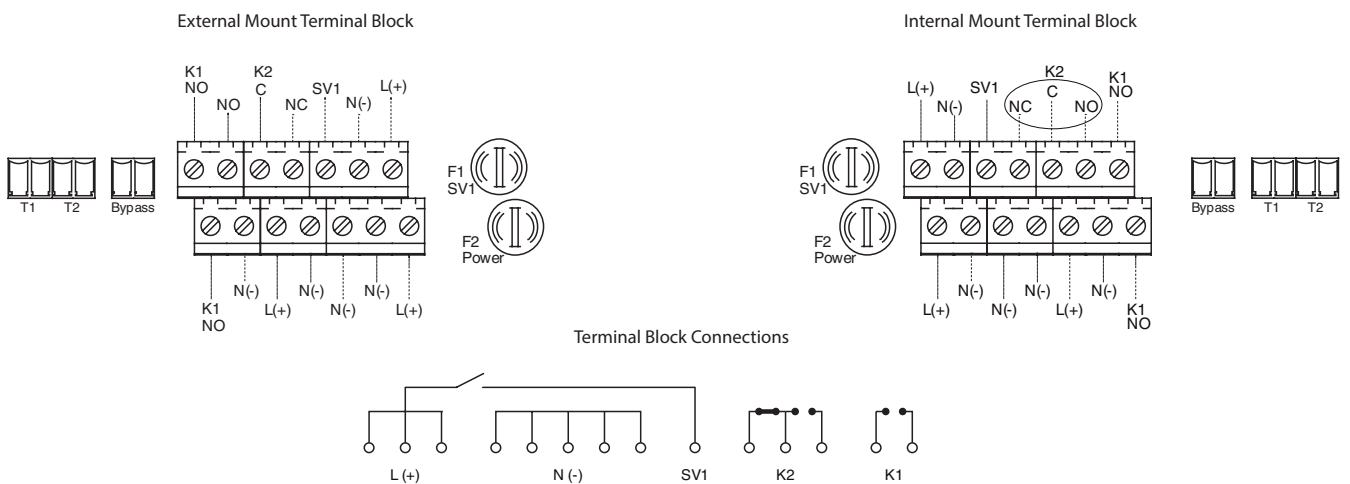 External Mount Terminal Block
K1
NO
NO
K2
C
NC
SV1
N(-)
L(+)
T1 T2 Bypass
F1
SV1
F2
Power
K1
NO
N(-)
L(+)
N(-)
N(-)
N(-)
L(+)
Internal Mount Terminal Block
L(+)
N(-)
SV1
K2
NC
C
NO
K1
NO
F1
SV1
F2
Power
Bypass T1 T2
L(+)
N(-)
N(-)
N(-)
L(+)
N(-)
K1
NO
Terminal Block Connections
L (+) N (-) SV1 K2 K1